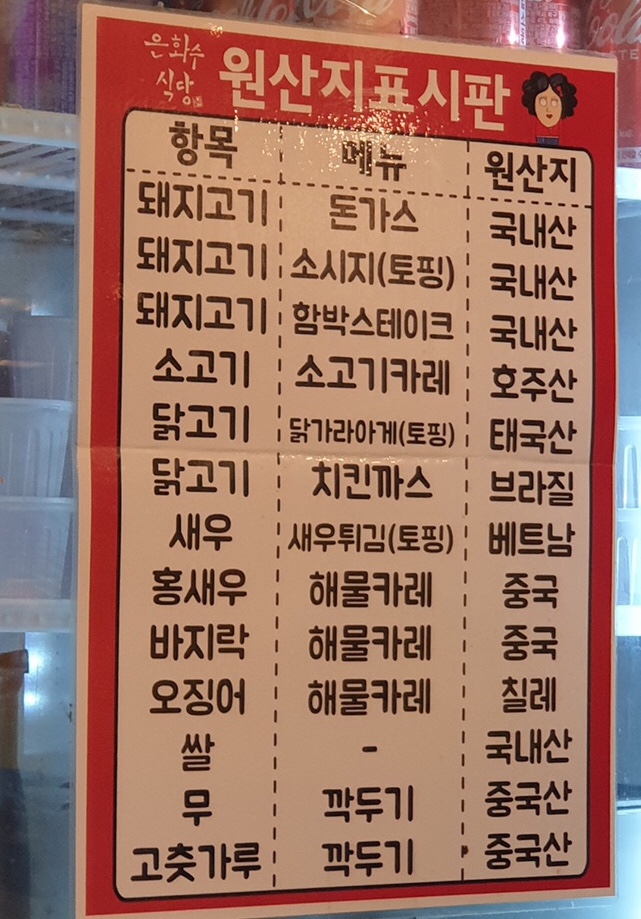 은화수
식당
원산지표시판
항목 메뉴 원산지
돼지고기 돈가스 국내산
돼지고기 소시지(토핑) 국내산
돼지고기 함박스테이크 국내산
소고기 소고기카레 호주산
닭고기 닭가라아게(토핑) 태국산
닭고기 치킨까스 브라질
새우 새우튀김(토핑) 베트남
홍새우 해물카레 중국
바지락 해물카레 중국
오징어 해물카레 칠레
쌀 - 국내산
무 깍두기 중국산
고춧가루 깍두기 중국산